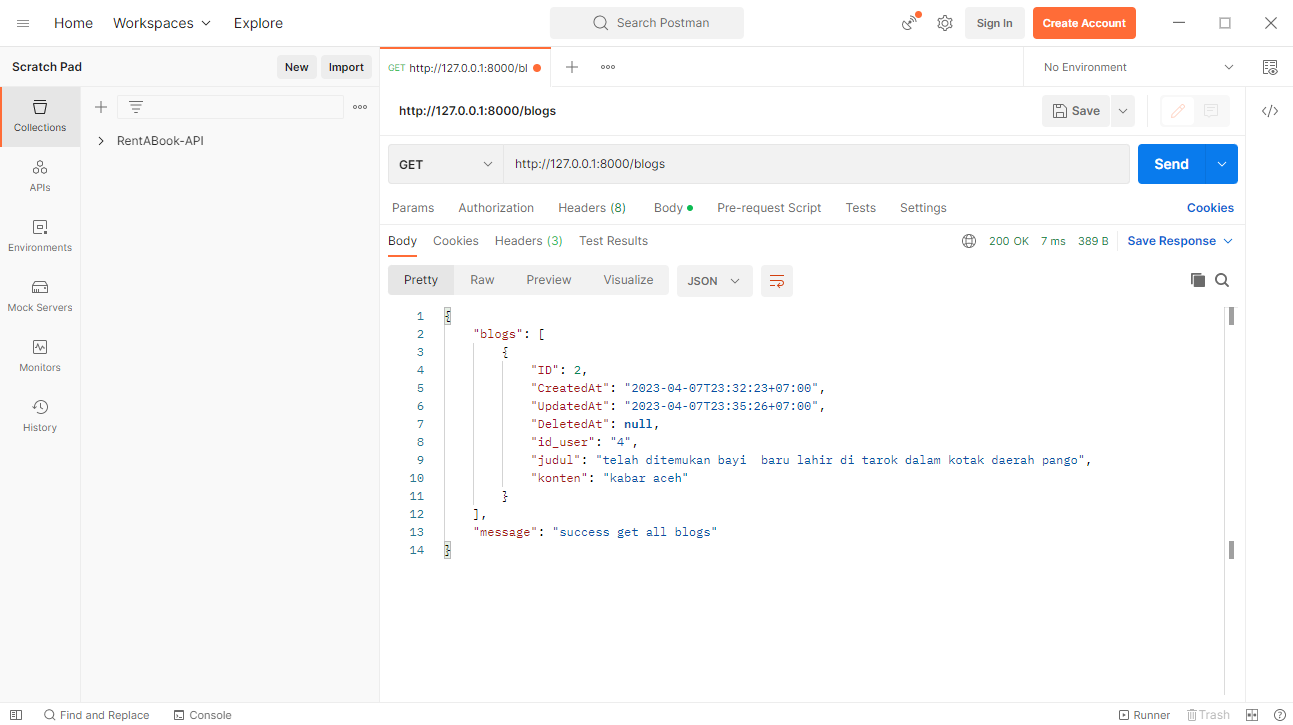 Home Workspaces Explore Search Postman Sign In Create Account
Scratch Pad New Import GET http://127.0.0.1:8000/bl No Environment
Collections
RentABook-API
APIs
Environments
Mock Servers
Monitors
History
http://127.0.0.1:8000/blogs Save
GET http://127.0.0.1:8000/blogs Send
Params Authorization Headers (8) Body Pre-request Script Tests Settings Cookies
Body Cookies Headers (3) Test Results 200 OK 7 ms 389 B Save Response
Pretty Raw Preview Visualize JSON
1 {
2 "blogs": [
3 {
4 "ID": 2,
5 "CreatedAt": "2023-04-07T23:32:23+07:00",
6 "UpdatedAt": "2023-04-07T23:35:26+07:00",
7 "DeletedAt": null,
8 "id_user": "4",
9 "judul": "telah ditemukan bayi  baru lahir di tarok dalam kotak daerah pango",
10 "konten": "kabar aceh"
11 }
12 ],
13 "message": "success get all blogs"
14 }
Find and Replace Console Runner Trash